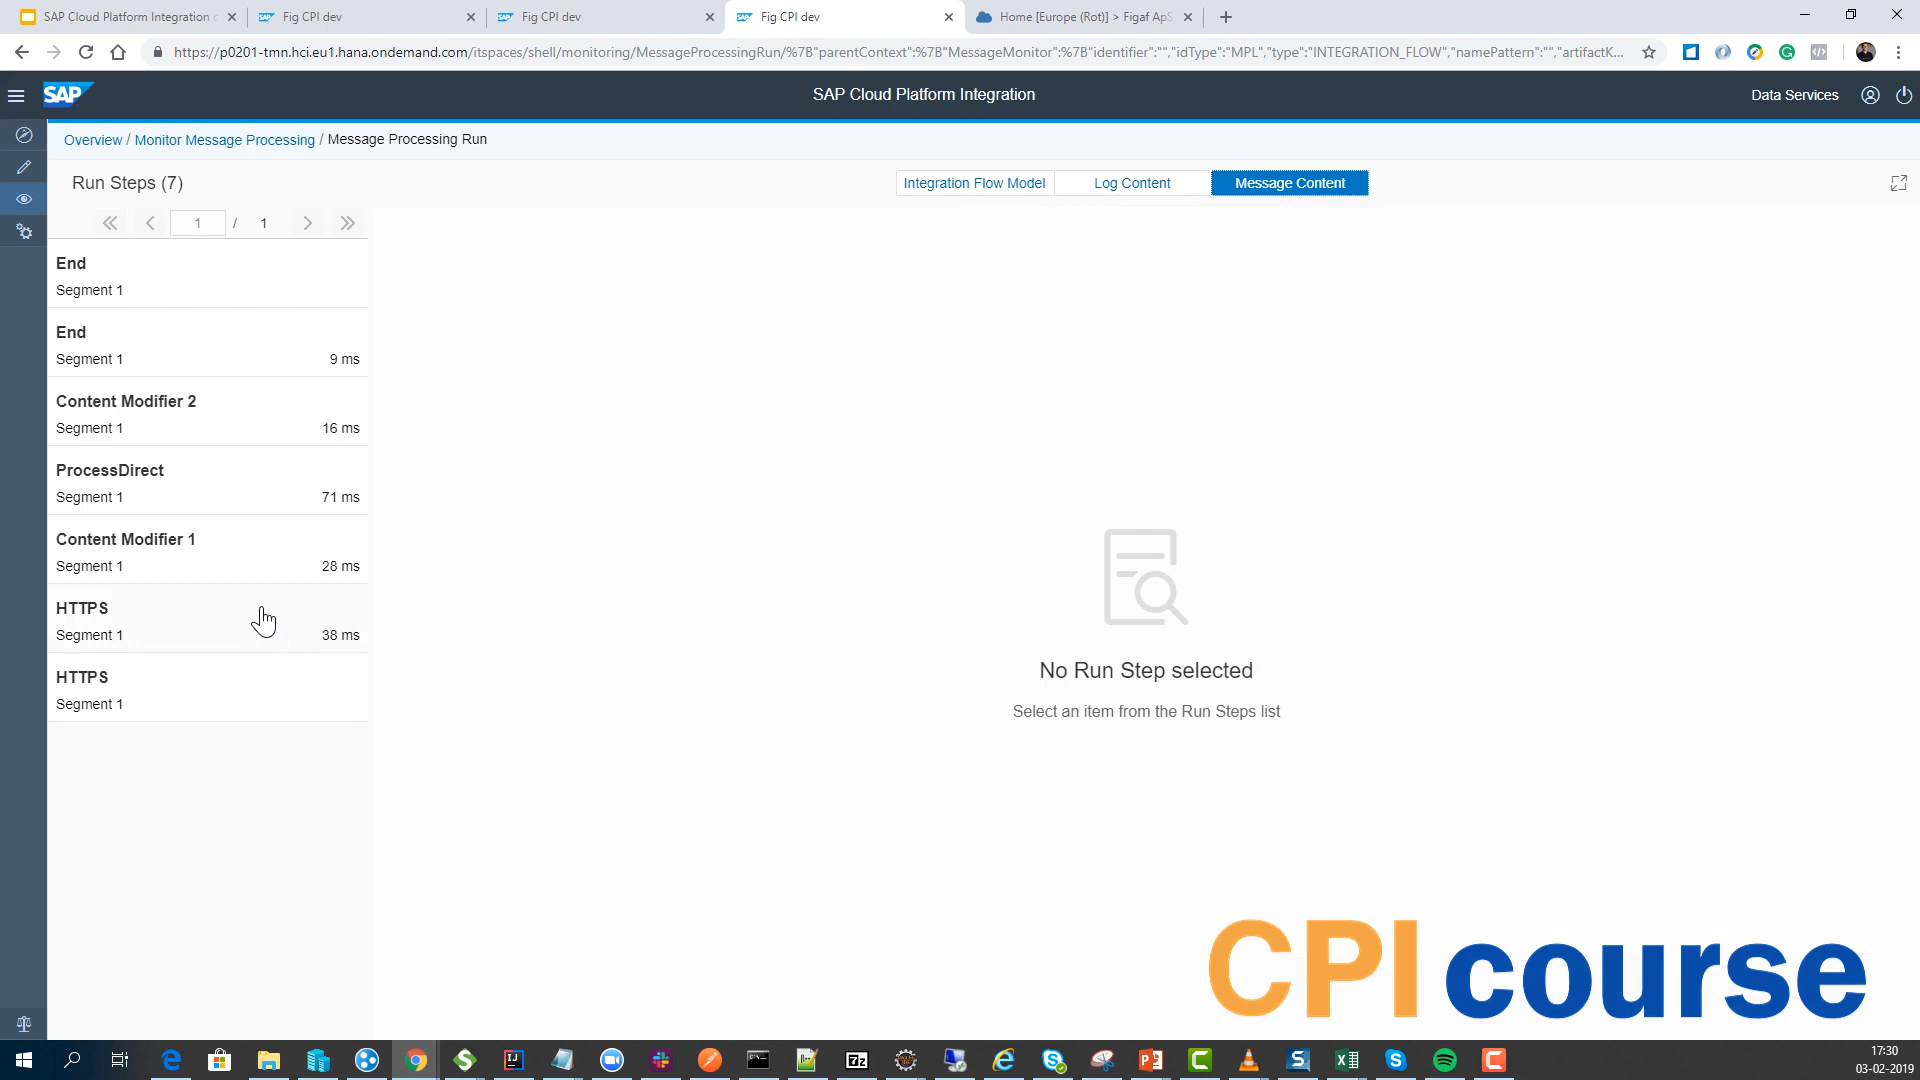 SAP Cloud Platform Integration c
Fig CPI dev
Fig CPI dev
Fig CPI dev
Home [Europe (Rot)] > Figaf ApS
https://p0201-tmn.hci.eu1.hana.ondemand.com/itspaces/shell/monitoring/MessageProcessingRun/%7B"parentContext":%7B"MessageMonitor":%7B"identifier":"","idType":"MPL","type":"INTEGRATION_FLOW","namePattern":"","artifactK...
SAP
SAP Cloud Platform Integration
Data Services
Overview / Monitor Message Processing / Message Processing Run
Run Steps (7)
Integration Flow Model
Log Content
Message Content
1 / 1
End
Segment 1
End
Segment 1 9 ms
Content Modifier 2
Segment 1 16 ms
ProcessDirect
Segment 1 71 ms
Content Modifier 1
Segment 1 28 ms
HTTPS
Segment 1 38 ms
HTTPS
Segment 1
No Run Step selected
Select an item from the Run Steps list
CPI course
17:30
03-02-2019